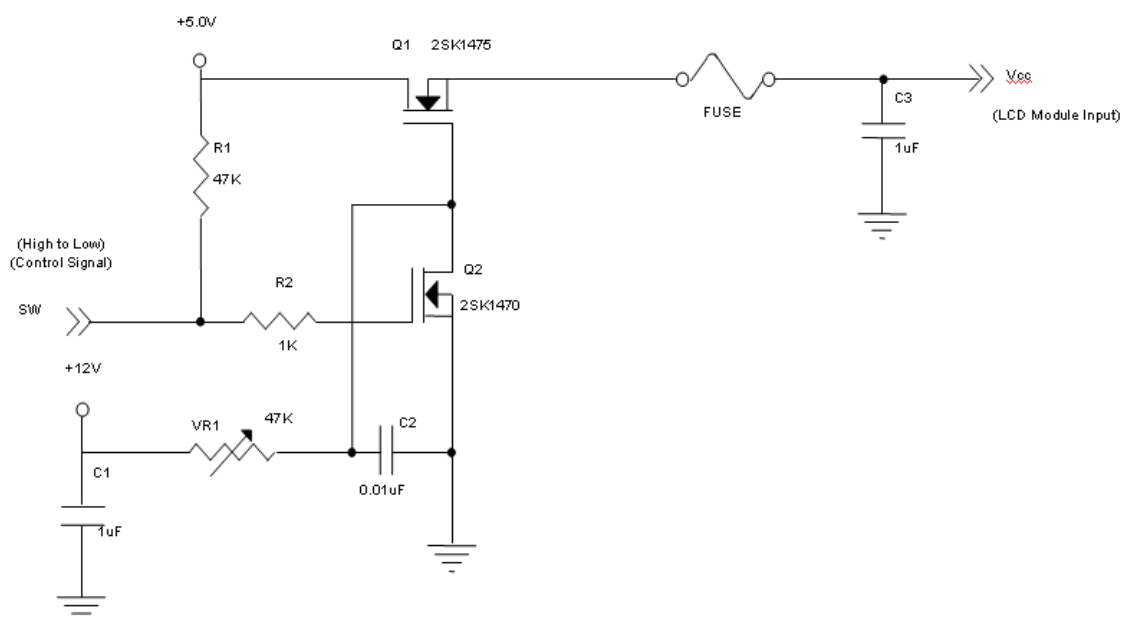 +5.0V
Q1 2SK1475
Vcc
C3
FUSE
(LCD Module Input)
R1
1uF
47K
(High to Low)
(Control Signal)
Q2
R2
SW
2SK1470
1K
+12V
47K
VR1
C2
C1
0.01uF
1uF